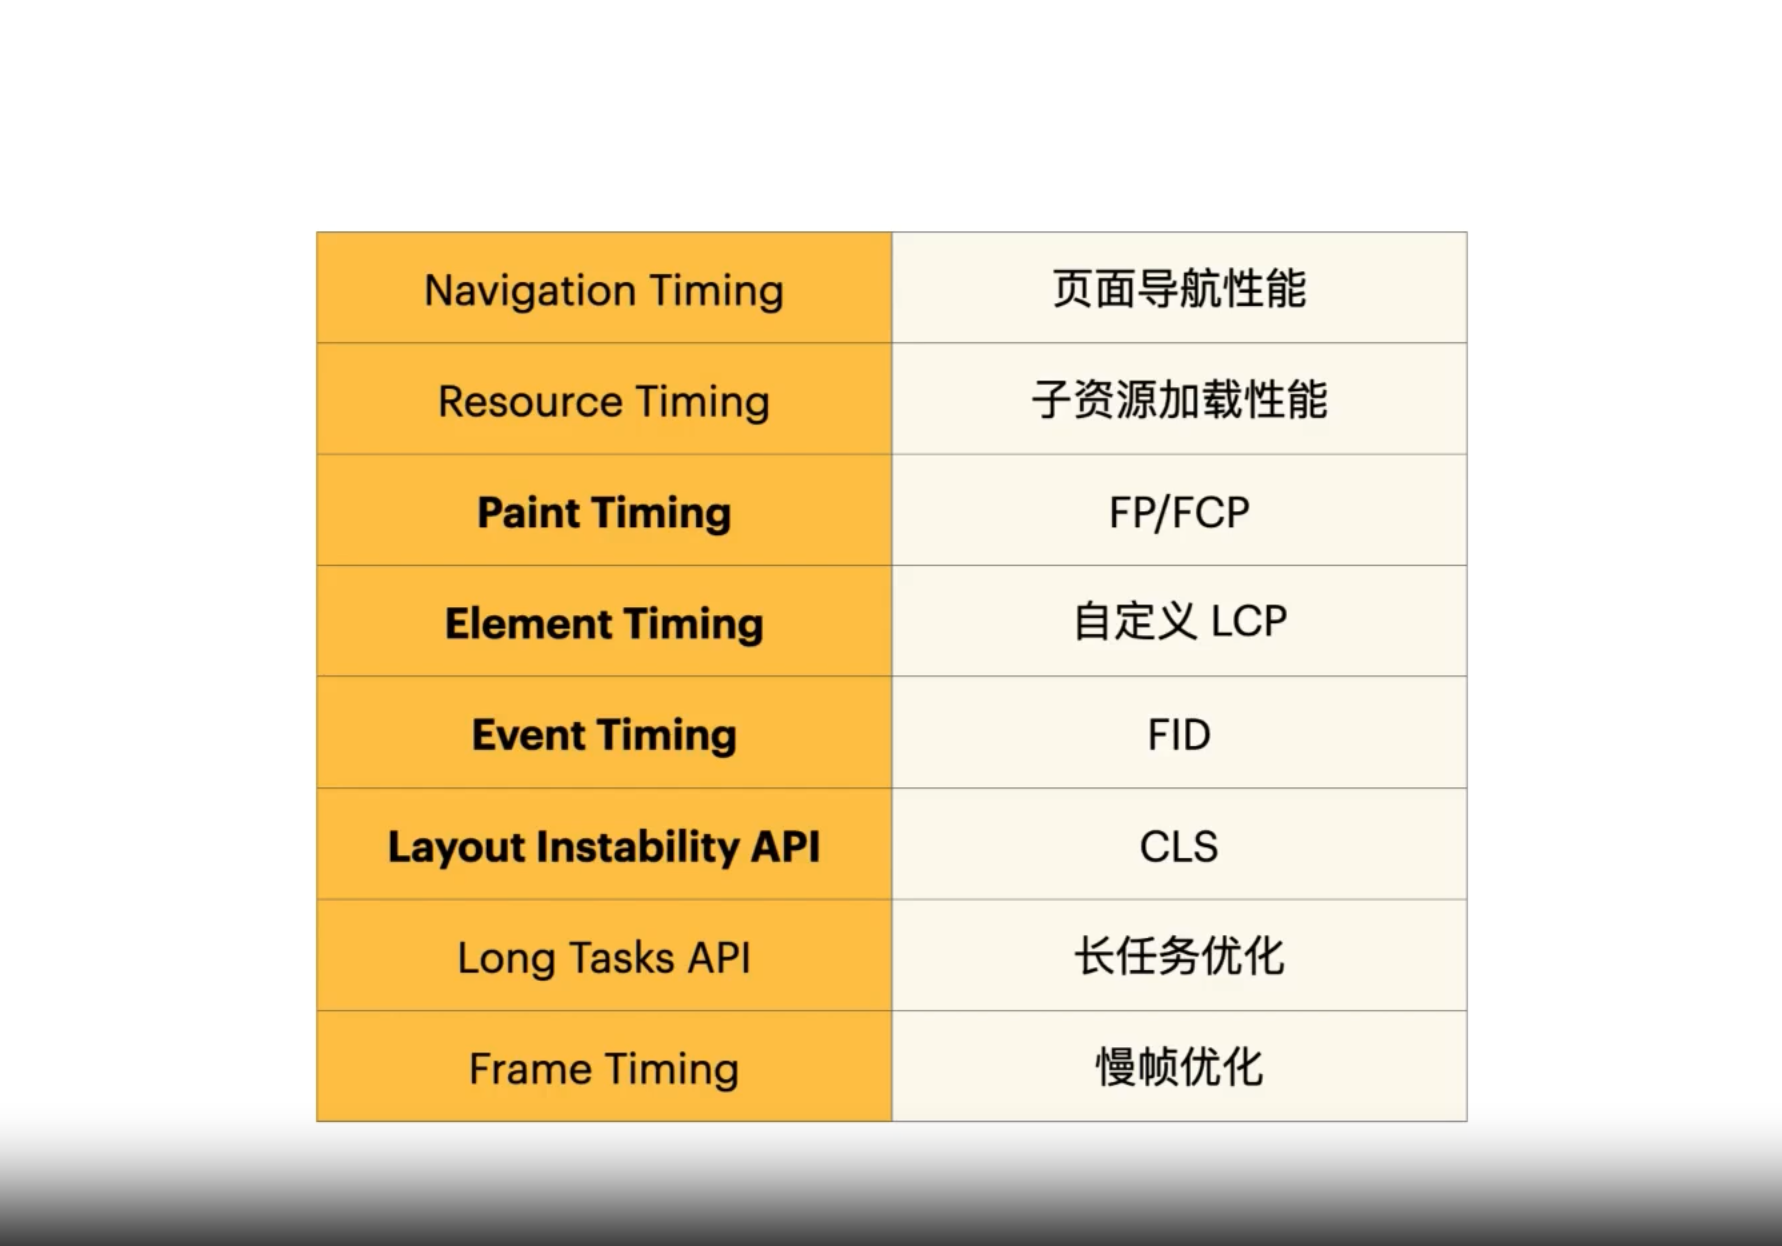 Navigation Timing 页面导航性能
Resource Timing 子资源加载性能
Paint Timing FP/FCP
Element Timing 自定义 LCP
Event Timing FID
Layout Instability API CLS
Long Tasks API 长任务优化
Frame Timing 慢帧优化